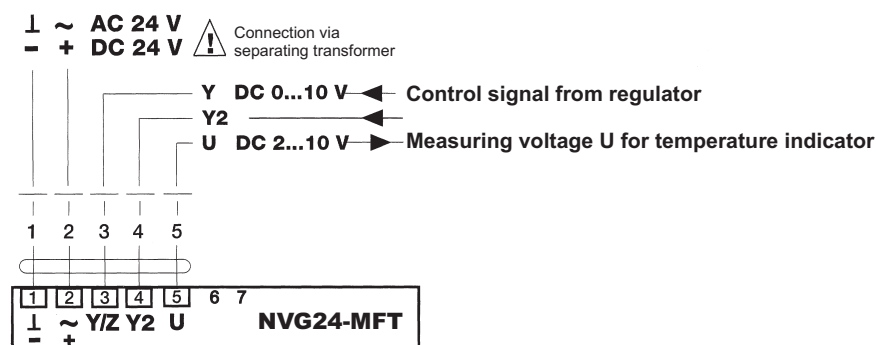 ⊥ ~ AC 24 V
– + DC 24 V
Connection via
separating transformer
Y DC 0...10 V Control signal from regulator
Y2
U DC 2...10 V Measuring voltage U for temperature indicator
1 2 3 4 5
1 2 3 4 5 6 7
⊥ ~ Y/Z Y2 U NVG24-MFT
– +